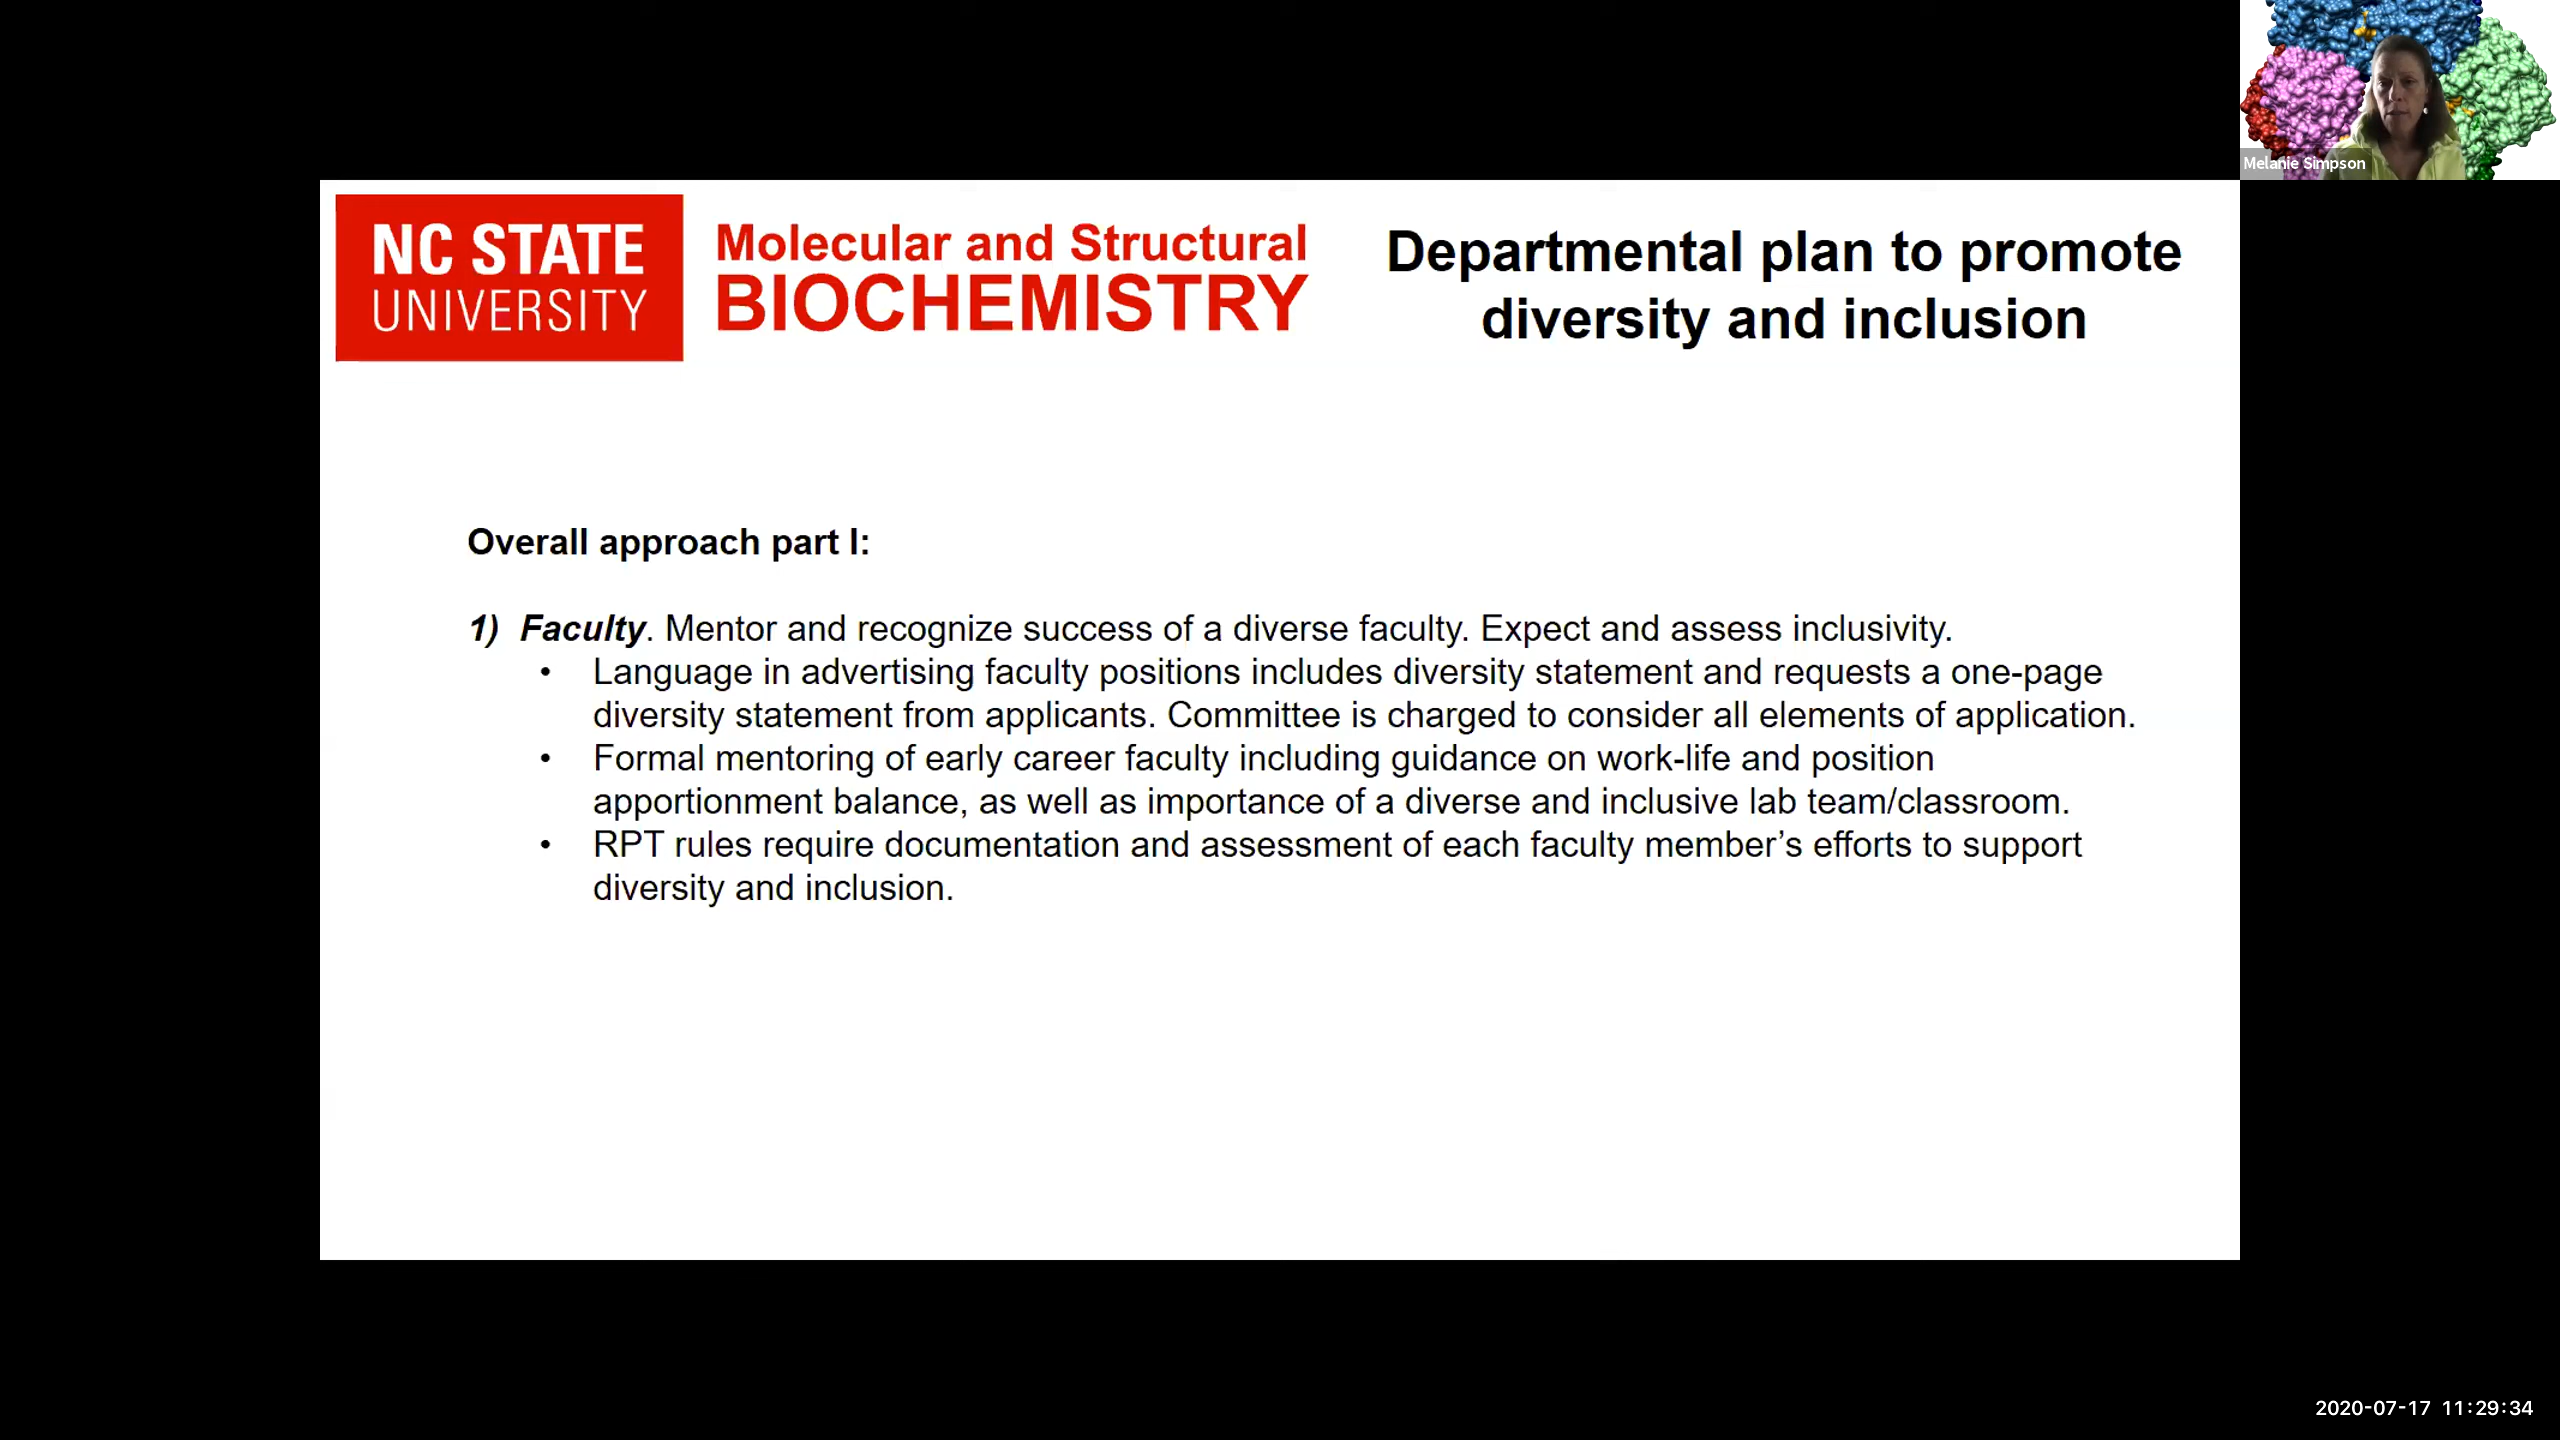 Melanie Simpson
NC STATE
UNIVERSITY
Molecular and Structural
BIOCHEMISTRY
Departmental plan to promote
diversity and inclusion
Overall approach part I:
1) Faculty. Mentor and recognize success of a diverse faculty. Expect and assess inclusivity.
• Language in advertising faculty positions includes diversity statement and requests a one-page
diversity statement from applicants. Committee is charged to consider all elements of application.
• Formal mentoring of early career faculty including guidance on work-life and position
apportionment balance, as well as importance of a diverse and inclusive lab team/classroom.
• RPT rules require documentation and assessment of each faculty member’s efforts to support
diversity and inclusion.
2020-07-17 11:29:34